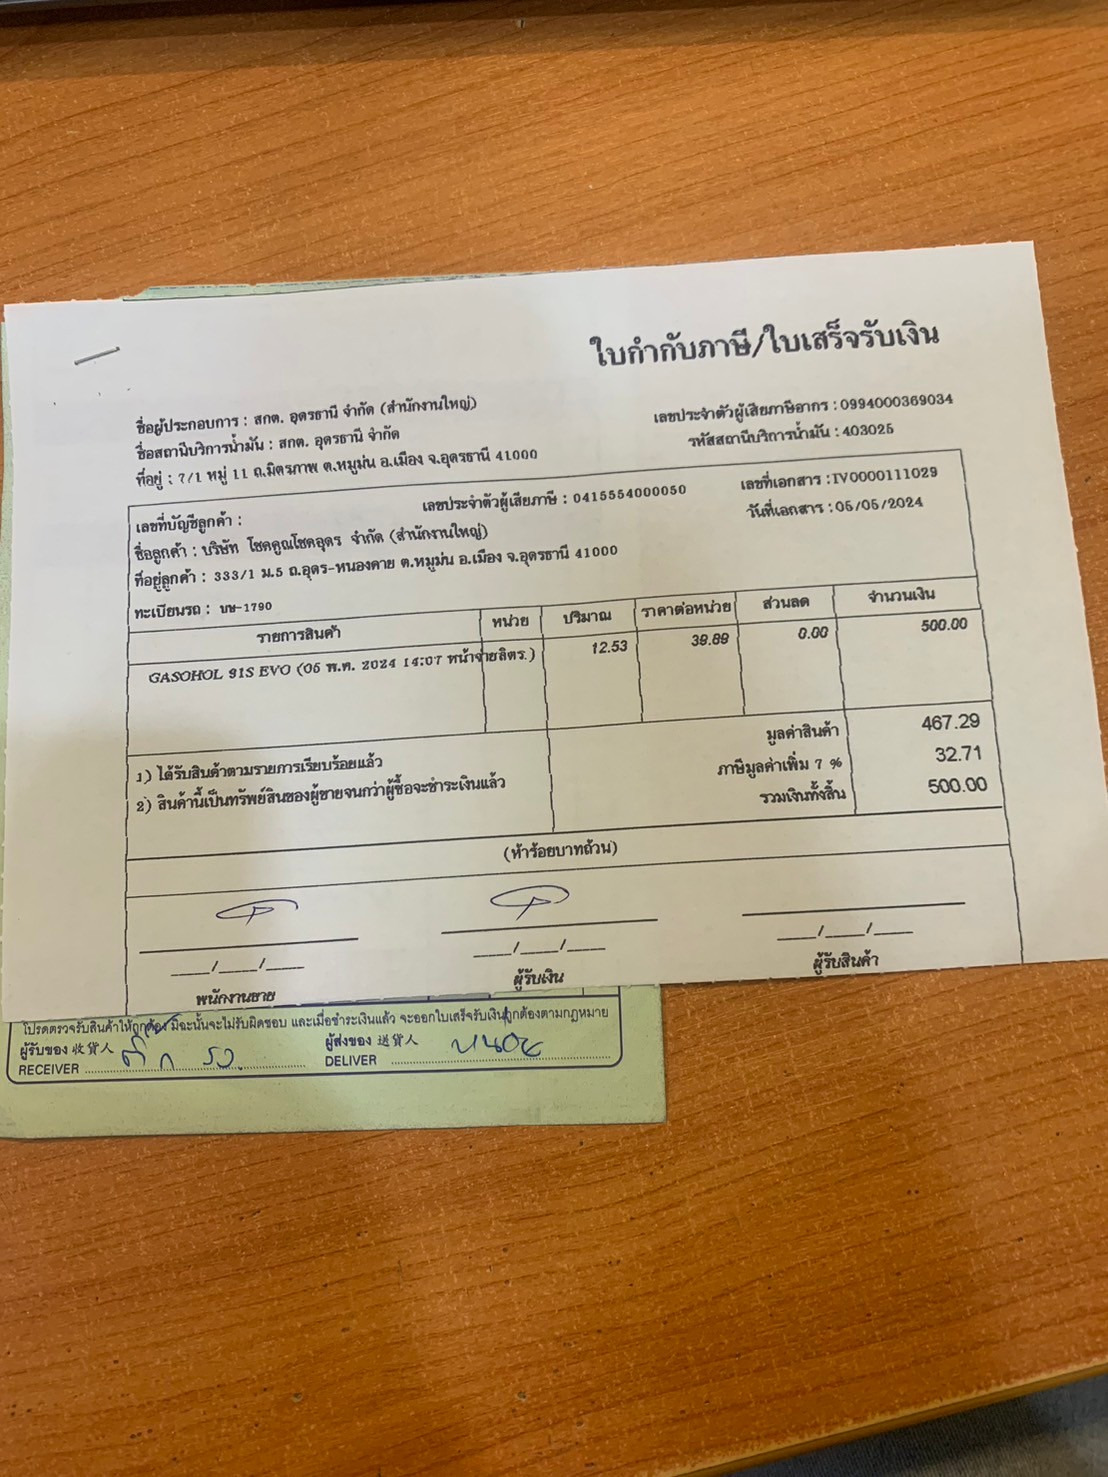 ใบกำกับภาษี/ใบเสร็จรับเงิน
ชื่อผู้ประกอบการ : สกต. อุดรธานี จำกัด (สำนักงานใหญ่)
เลขประจำตัวผู้เสียภาษีอากร : 0994000369034
ชื่อสถานีบริการน้ำมัน : สกต. อุดรธานี จำกัด
รหัสสถานีบริการน้ำมัน : 403025
ที่อยู่ : 7/1 หมู่ 11 ถ.มิตรภาพ ต.หมูม่น อ.เมือง จ.อุดรธานี 41000
เลขที่บัญชีลูกค้า :
เลขประจำตัวผู้เสียภาษี : 0415554000050
เลขที่เอกสาร : IV0000111029
ชื่อลูกค้า : บริษัท โชคคูณโชคอุดร จำกัด (สำนักงานใหญ่)
วันที่เอกสาร : 05/05/2024
ที่อยู่ลูกค้า : 333/1 ม.5 ถ.อุดร-หนองคาย ต.หมูม่น อ.เมือง จ.อุดรธานี 41000
ทะเบียนรถ : บษ-1790
รายการสินค้า หน่วย ปริมาณ ราคาต่อหน่วย ส่วนลด จำนวนเงิน
GASOHOL 91S EVO (05 พ.ค. 2024 14:07 หน้าจ่ายลิตร.) 12.53 39.89 0.00 500.00
มูลค่าสินค้า 467.29
1) ได้รับสินค้าตามรายการเรียบร้อยแล้ว
ภาษีมูลค่าเพิ่ม 7 % 32.71
2) สินค้านี้เป็นทรัพย์สินของผู้ขายจนกว่าผู้ซื้อจะชำระเงินแล้ว
รวมเงินทั้งสิ้น 500.00
(ห้าร้อยบาทถ้วน)
___/___/___ ___/___/___ ___/___/___
พนักงานขาย ผู้รับเงิน ผู้รับสินค้า
โปรดตรวจรับสินค้าให้ถูกต้อง มิฉะนั้นจะไม่รับผิดชอบ และเมื่อชำระเงินแล้ว จะออกใบเสร็จรับเงินถูกต้องตามกฎหมาย
ผู้รับของ 收貨人 ผู้ส่งของ 送貨人
RECEIVER DELIVER